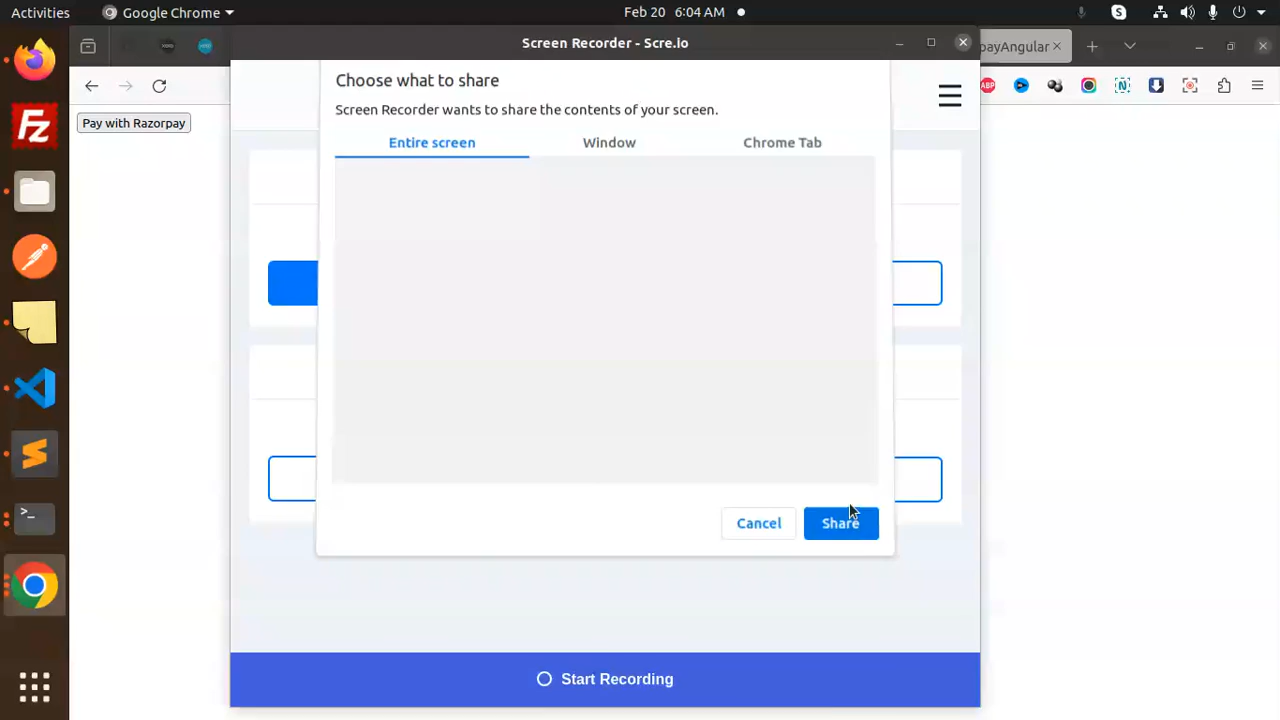 Activities
Google Chrome
Feb 20 6:04 AM
Screen Recorder - Scre.io
payAngular
Pay with Razorpay
Choose what to share
Screen Recorder wants to share the contents of your screen.
Entire screen
Window
Chrome Tab
Cancel
Share
Start Recording